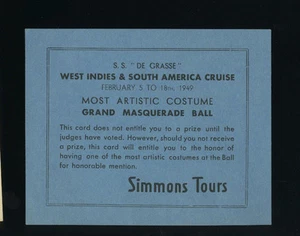 S.S. "DE GRASSE"
WEST INDIES & SOUTH AMERICA CRUISE
FEBRUARY 5 TO 18TH, 1949
MOST ARTISTIC COSTUME
GRAND MASQUERADE BALL
This card does not entitle you to a prize until the
judges have voted. However, should you not receive
a prize, this card will entitle you to the honor of
having one of the most artistic costumes at the Ball
for honorable mention.
Simmons Tours